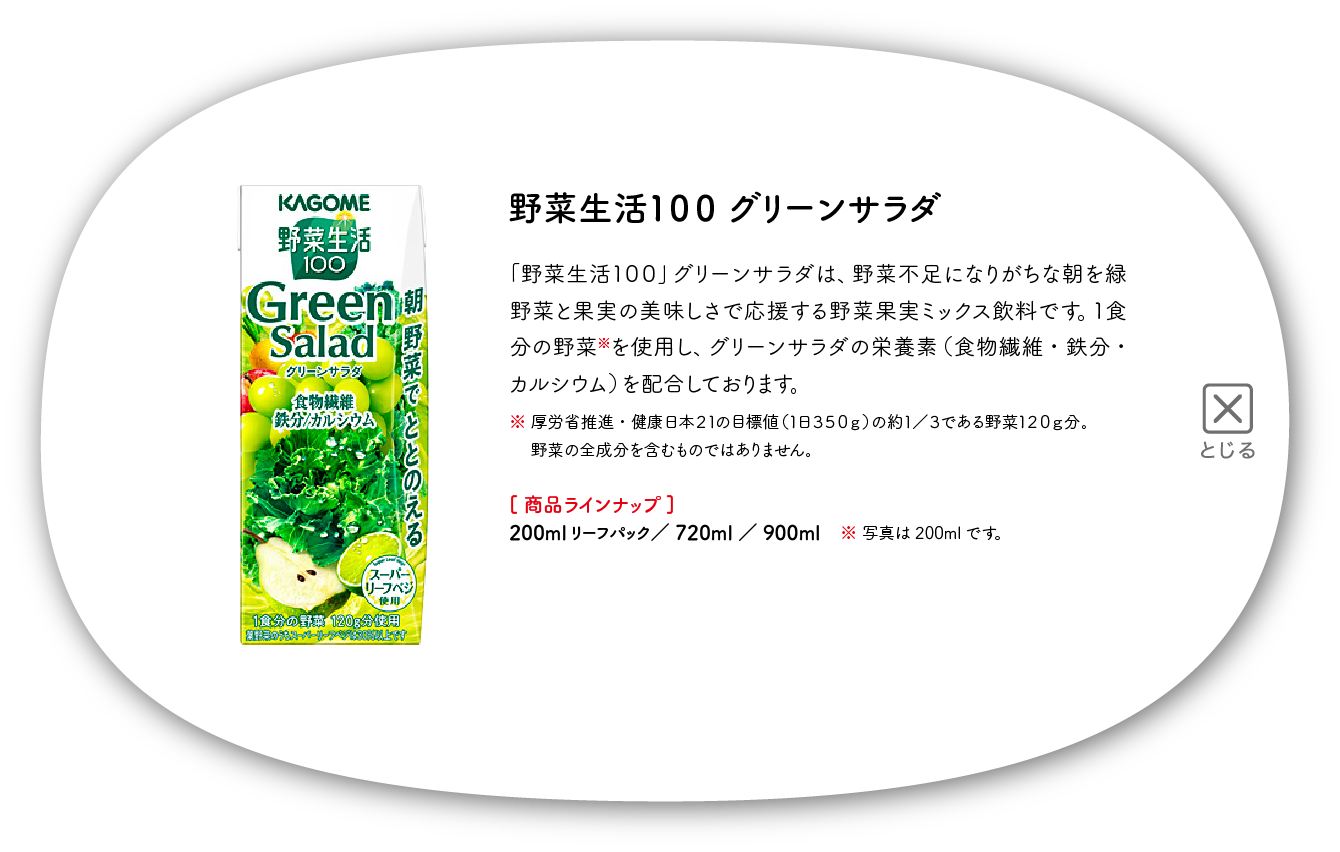 KAGOME
野菜生活
100
Green
Salad
グリーンサラダ
食物繊維
鉄分/カルシウム
朝 野菜で ととのえる
スーパー
リーフベジ
使用
1食分の野菜 120g分使用
野菜生活100 グリーンサラダ
「野菜生活100」グリーンサラダは、野菜不足になりがちな朝を緑
野菜と果実の美味しさで応援する野菜果実ミックス飲料です。1食
分の野菜※を使用し、グリーンサラダの栄養素（食物繊維・鉄分・
カルシウム）を配合しております。
※ 厚労省推進・健康日本21の目標値（1日350g）の約1／3である野菜120g分。
野菜の全成分を含むものではありません。
[ 商品ラインナップ ]
200ml リーフパック／ 720ml ／ 900ml ※ 写真は 200ml です。
とじる